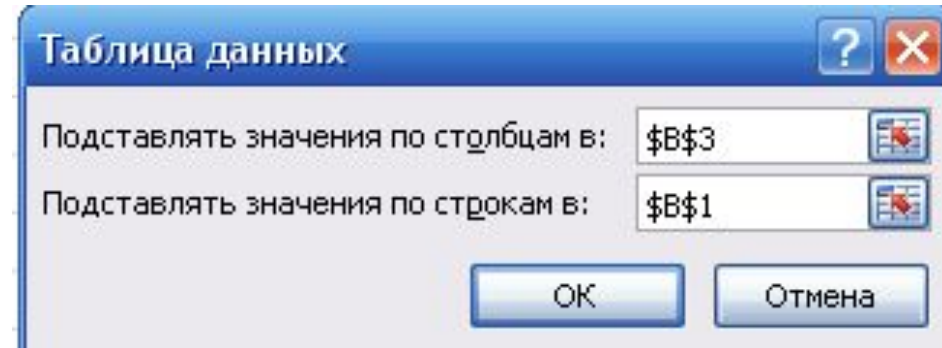 Таблица данных
Подставлять значения по столбцам в: $B$3
Подставлять значения по строкам в: $B$1
ОК Отмена